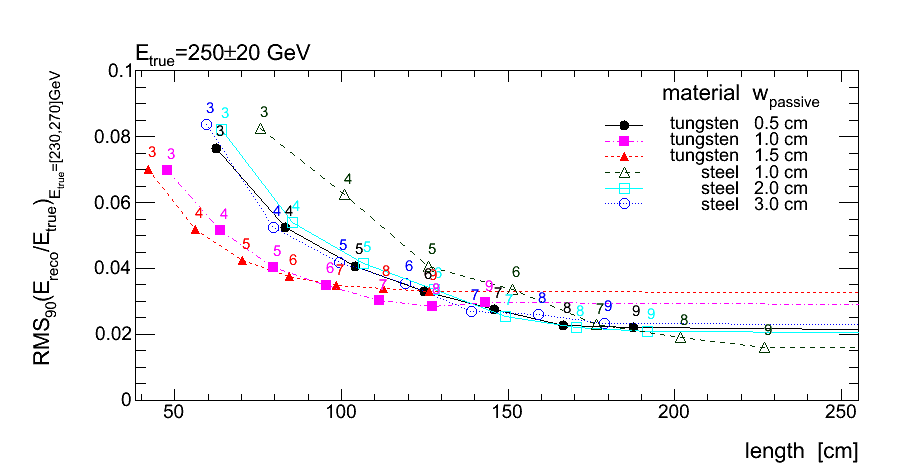 E_true=250±20 GeV
RMS90(E_reco/E_true)E_true=[230,270]GeV
0.1
0.08
0.06
0.04
0.02
0
material w_passive
tungsten 0.5 cm
tungsten 1.0 cm
tungsten 1.5 cm
steel 1.0 cm
steel 2.0 cm
steel 3.0 cm
3 3 3 3 3 3
4 4 4 4 4 4
5 5 5 5 5 5
6 6 6 6 6 6
7 7 7 7 7 7
8 8 8 8 8 8
9 9 9 9 9 9
50 100 150 200 250
length [cm]